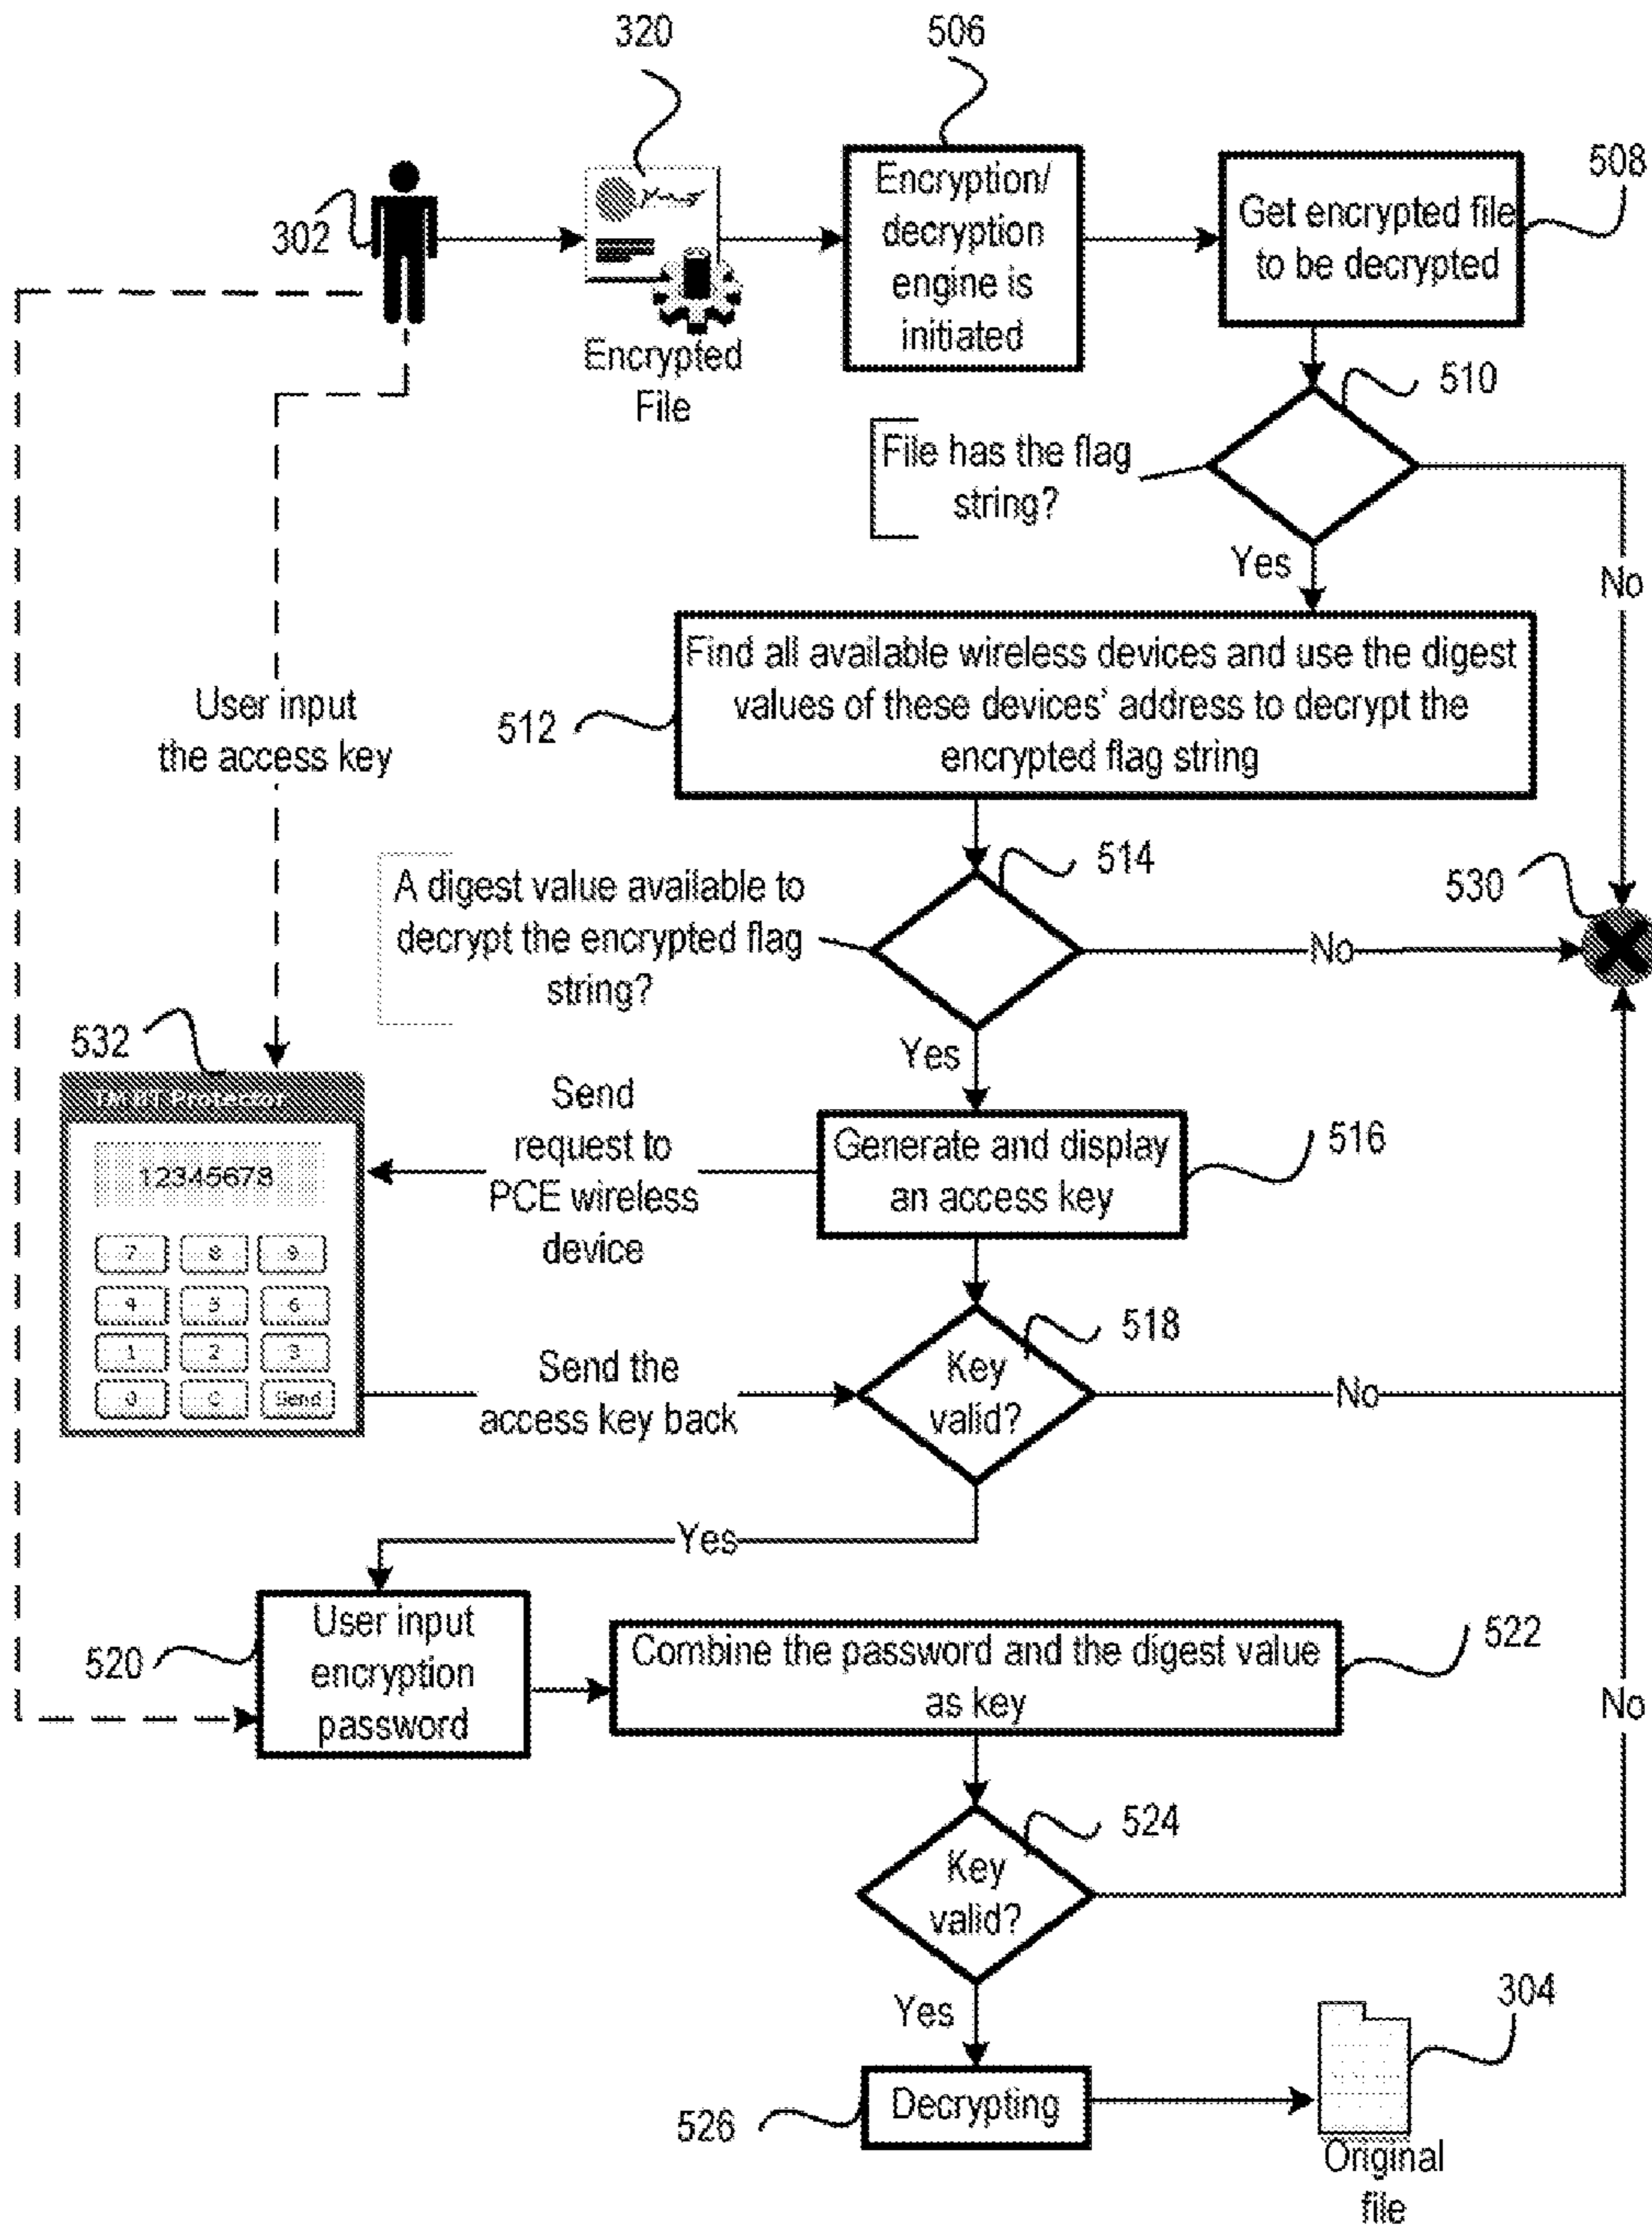 320
506
302
Encrypted
File
Encryption/
decryption
engine is
initiated
508
Get encrypted file
to be decrypted
510
File has the flag
string?
Yes
No
512
Find all available wireless devices and use the digest
values of these devices' address to decrypt the
encrypted flag string
User input
the access key
514
A digest value available to
decrypt the encrypted flag
string?
No
530
Yes
532
Protector
12345678
7 8 9
4 5 6
1 2 3
0 C Send
Send
request to
PCE wireless
device
516
Generate and display
an access key
518
Key
valid?
No
Send the
access key back
Yes
520
User input
encryption
password
522
Combine the password and the digest value
as key
No
524
Key
valid?
Yes
526
Decrypting
304
Original
file